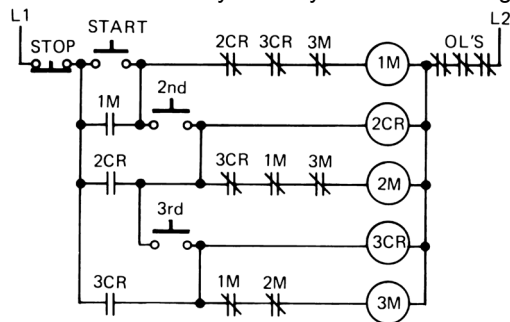 L1 L2
STOP START 2CR 3CR 3M 1M OL'S
1M 2nd 2CR
2CR 3CR 1M 3M 2M
3rd 3CR
3CR 1M 2M 3M